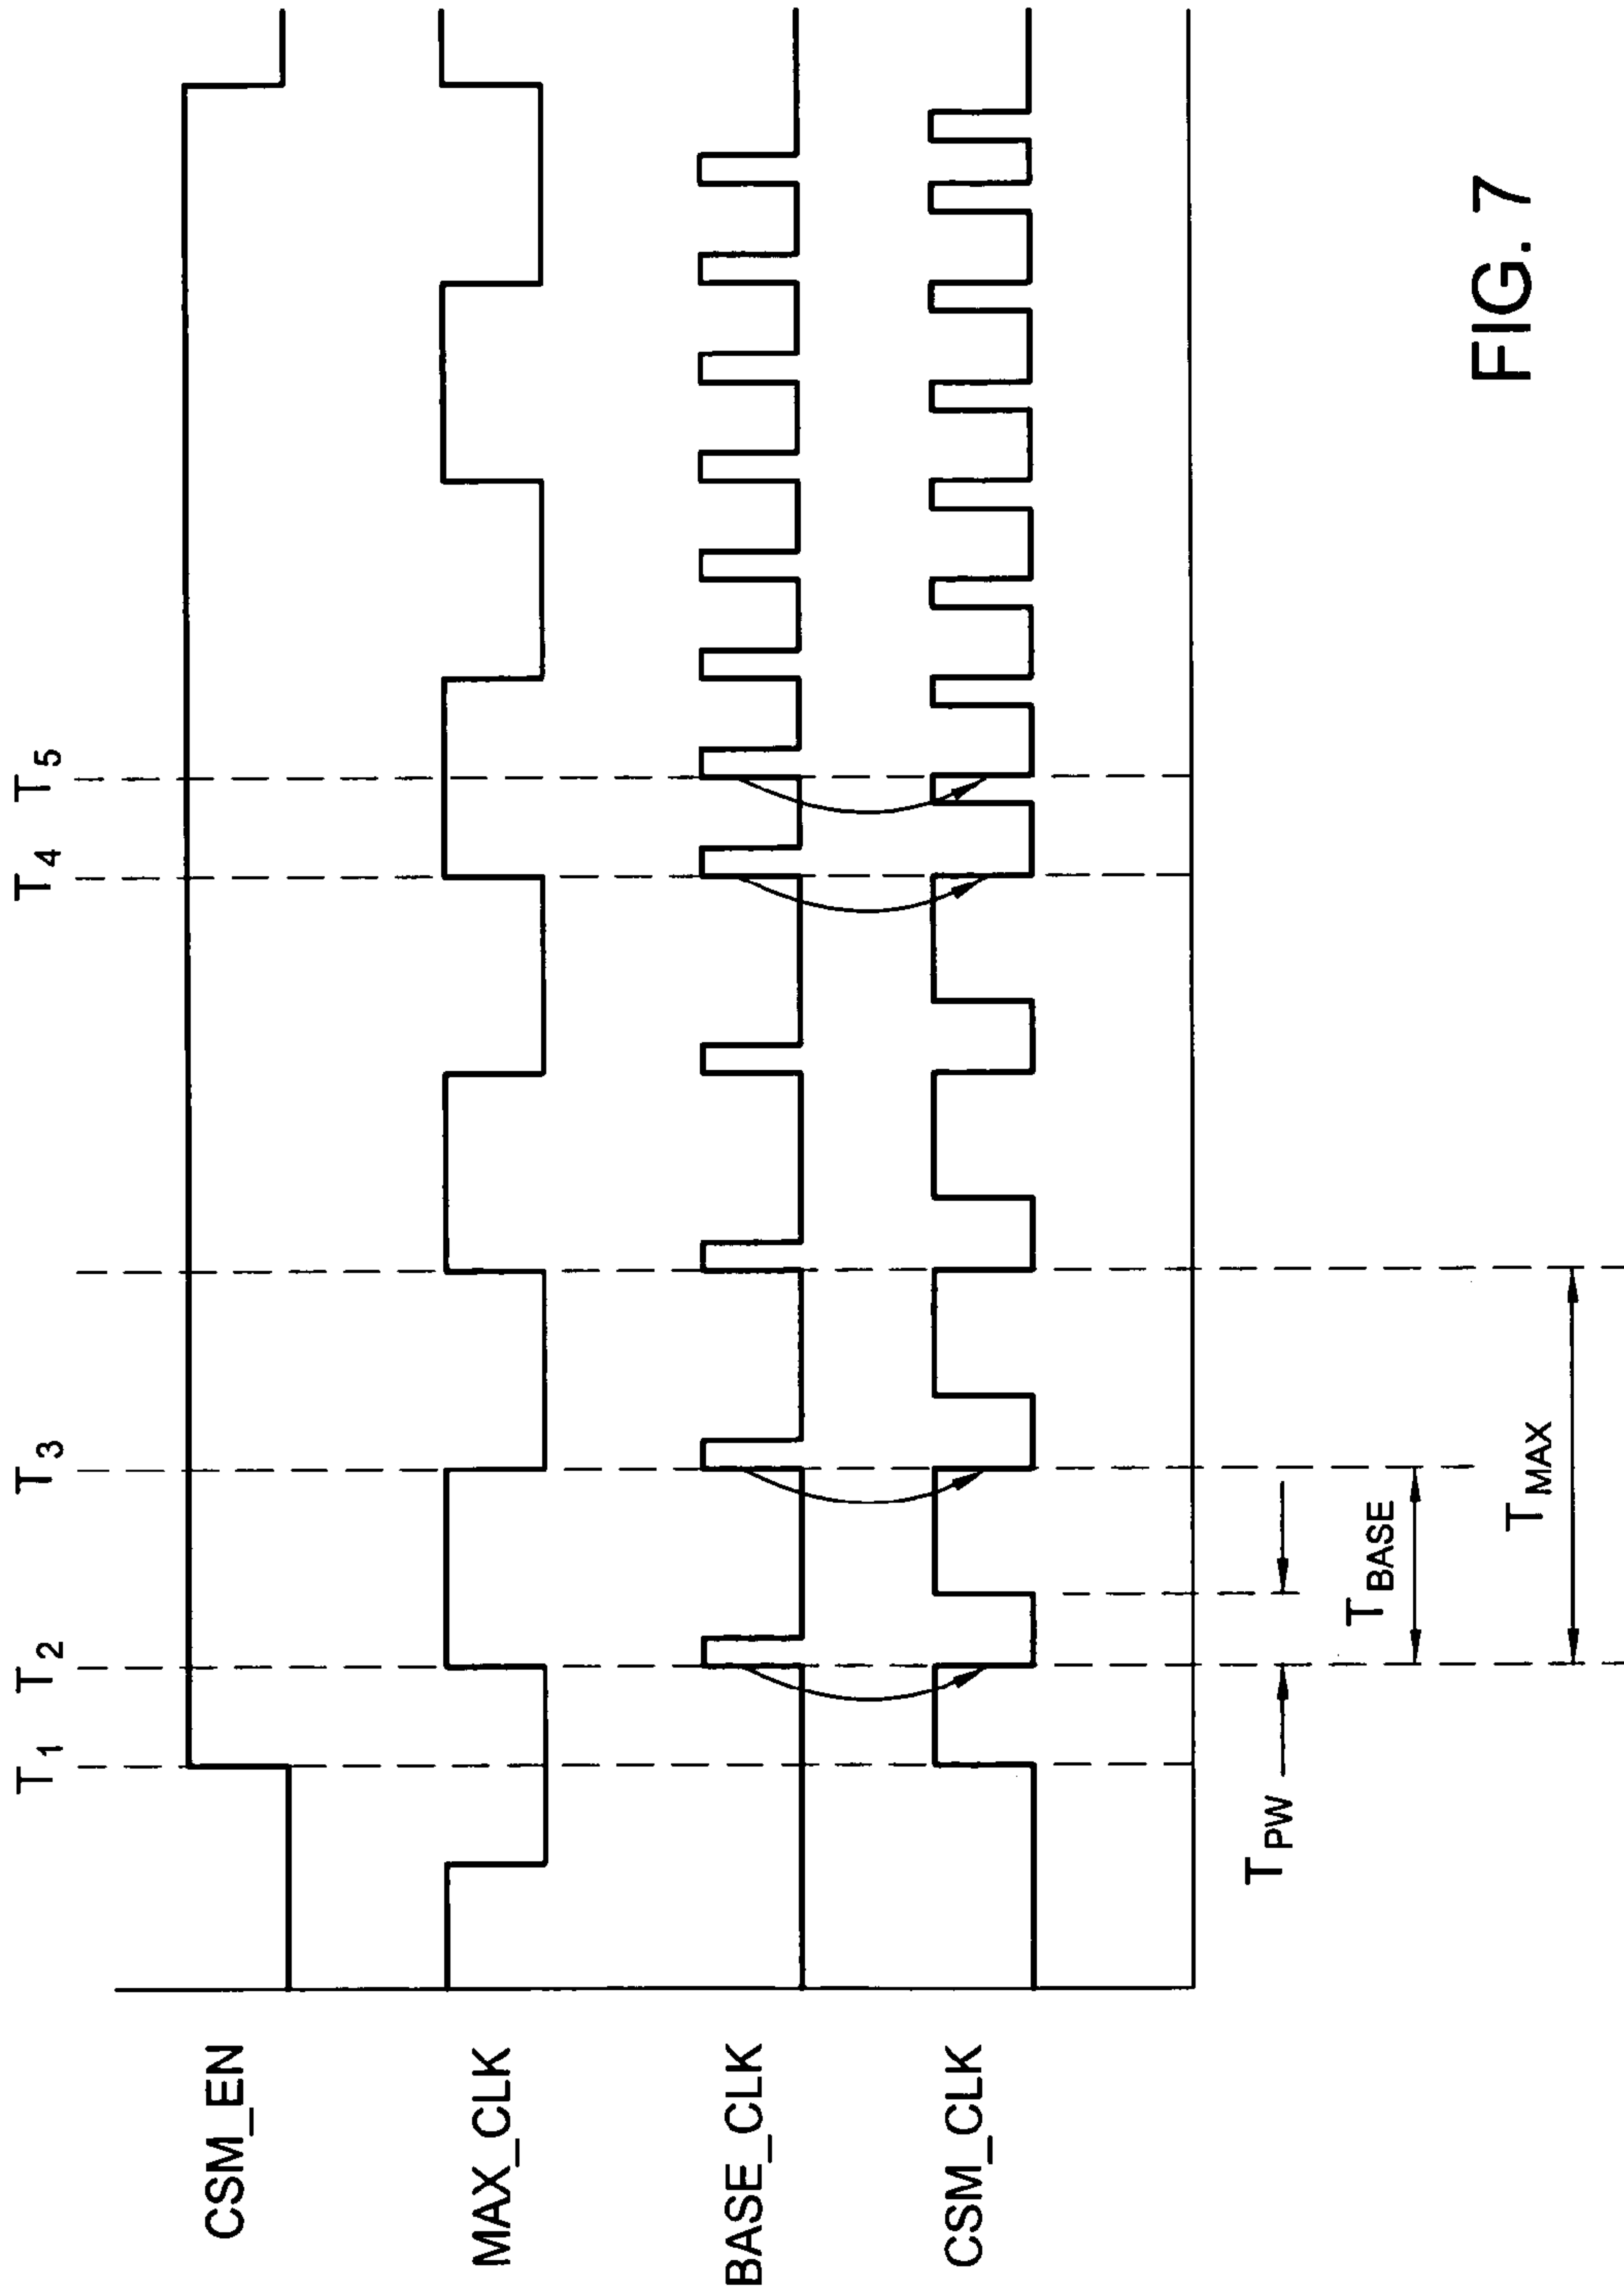 T1 T2 T3 T4 T5
CSM_EN
MAX_CLK
BASE_CLK
CSM_CLK
TPW
TBASE
TMAX
FIG. 7